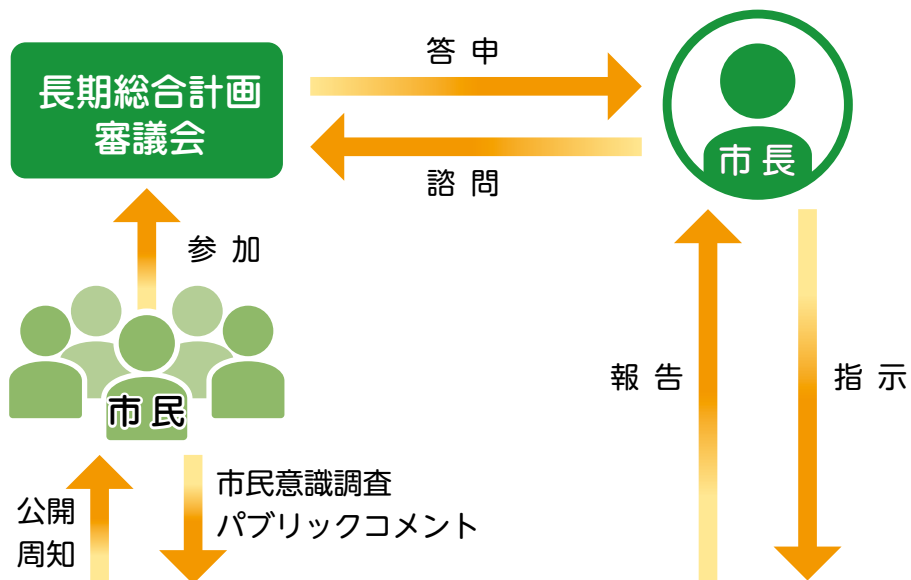 答申
長期総合計画
審議会
市長
諮問
参加
報告
指示
市民
市民意識調査
パブリックコメント
公開
周知